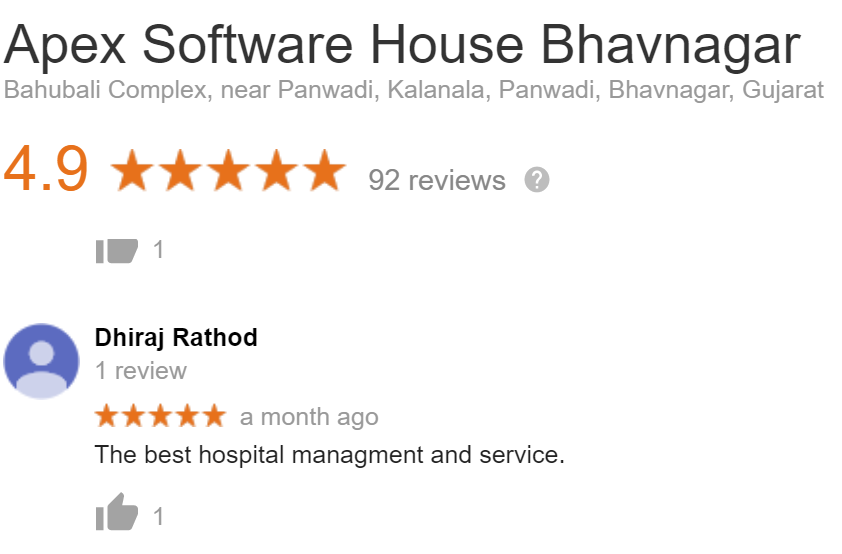 Apex Software House Bhavnagar
Bahubali Complex, near Panwadi, Kalanala, Panwadi, Bhavnagar, Gujarat
4.9 92 reviews ?
1
Dhiraj Rathod
1 review
a month ago
The best hospital managment and service.
1